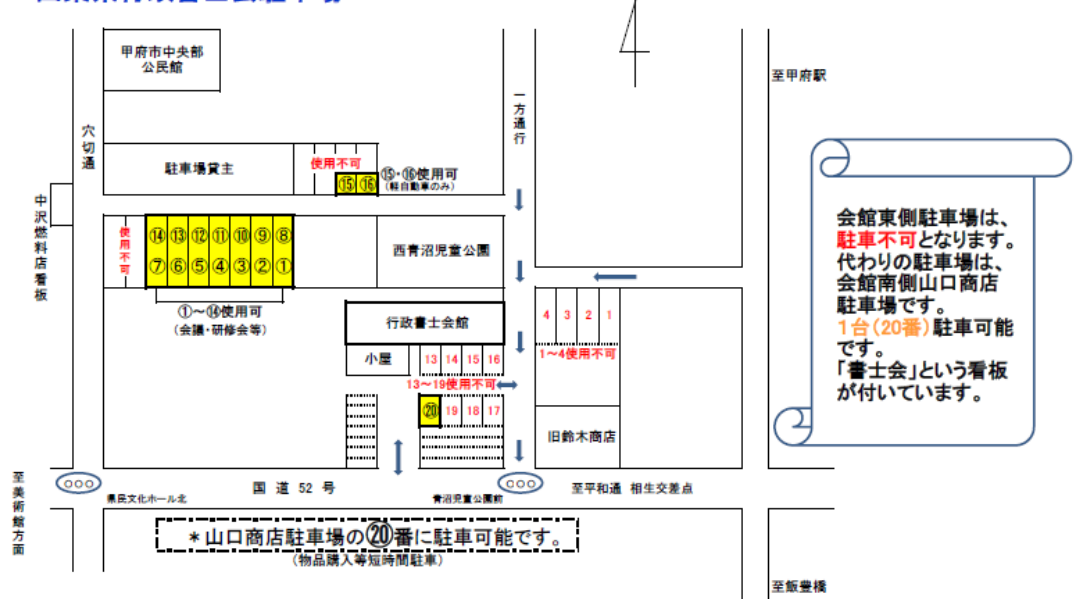 甲府市中央部
公民館
至甲府駅
一方通行
穴切通
駐車場貸主
使用不可
⑮⑯
⑮・⑯使用可
(軽自動車のみ)
中沢燃料店看板
使用不可
⑭⑬⑫⑪⑩⑨⑧
⑦⑥⑤④③②①
西青沼児童公園
①～⑭使用可
(会議・研修会等)
行政書士会館
小屋
13 14 15 16
13～19使用不可
⑳ 19 18 17
4 3 2 1
1～4使用不可
旧鈴木商店
会館東側駐車場は、
駐車不可となります。
代わりの駐車場は、
会館南側山口商店
駐車場です。
1台(20番)駐車可能
です。
「書士会」という看板
が付いています。
至美術館方面
県民文化ホール北
国道52号
青沼児童公園前
至平和通 相生交差点
＊山口商店駐車場の⑳番に駐車可能です。
(物品購入等短時間駐車)
至飯豊橋